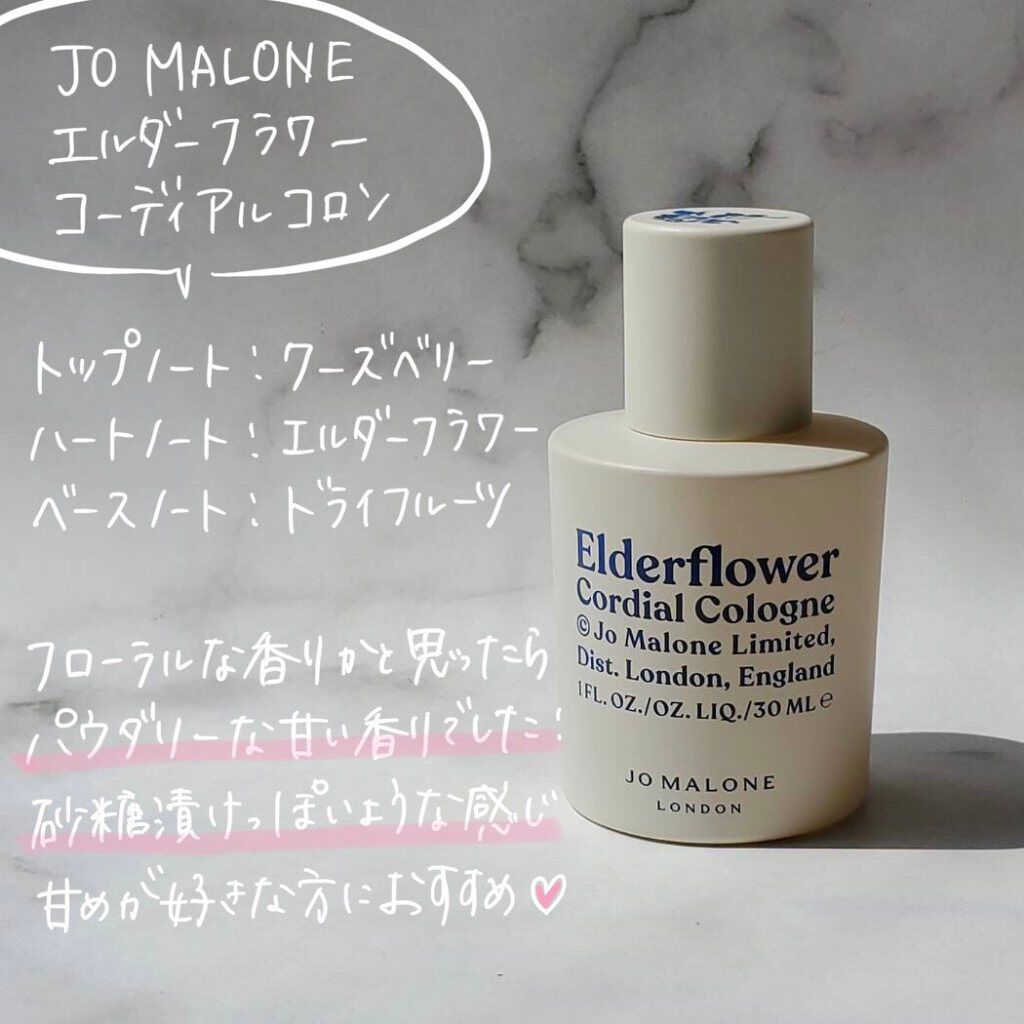 JO MALONE
エルダーフラワー
コーディアルコロン
トップノート:グーズベリー
ハートノート:エルダーフラワー
ベースノート:ドライフルーツ
フローラルな香りかと思ったら
パウダリーな甘い香りでした!
砂糖漬けっぽいような感じ
甘めが好きな方におすすめ♡
Elderflower
Cordial Cologne
©Jo Malone Limited,
Dist. London, England
1FL. OZ./OZ. LIQ./30 ML ℮
JO MALONE
LONDON